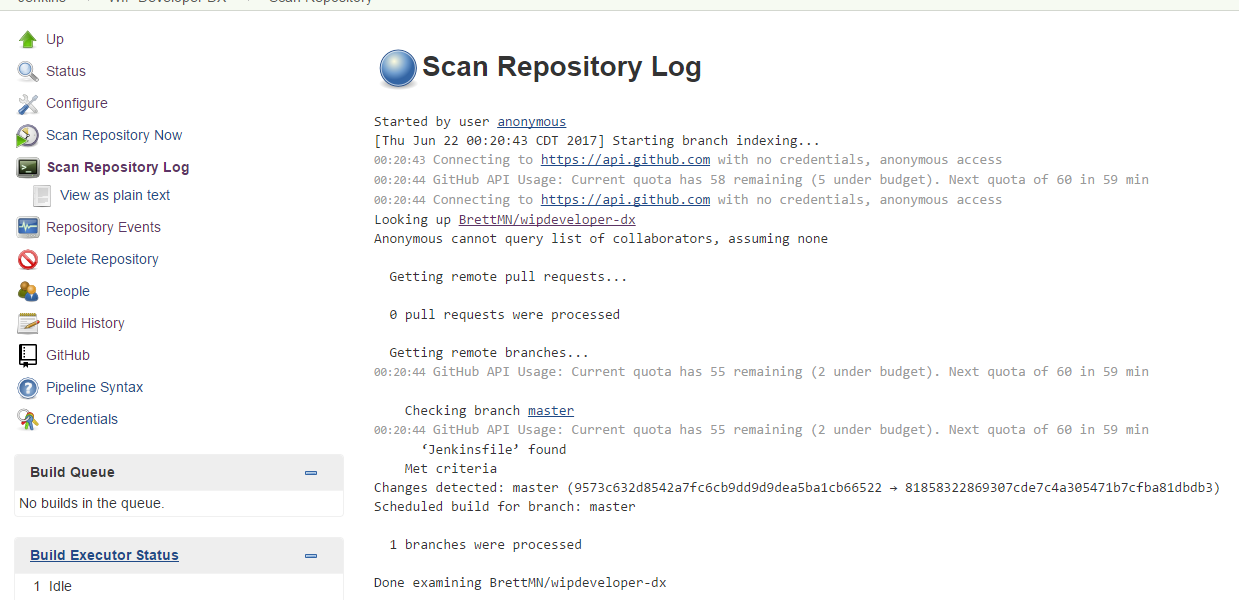 Jenkins WIP Developer DX Scan Repository
Up
Status
Configure
Scan Repository Now
Scan Repository Log
View as plain text
Repository Events
Delete Repository
People
Build History
GitHub
Pipeline Syntax
Credentials
Build Queue
No builds in the queue.
Build Executor Status
1 Idle
Scan Repository Log
Started by user anonymous
[Thu Jun 22 00:20:43 CDT 2017] Starting branch indexing...
00:20:43 Connecting to https://api.github.com with no credentials, anonymous access
00:20:44 GitHub API Usage: Current quota has 58 remaining (5 under budget). Next quota of 60 in 59 min
00:20:44 Connecting to https://api.github.com with no credentials, anonymous access
Looking up BrettMN/wipdeveloper-dx
Anonymous cannot query list of collaborators, assuming none
Getting remote pull requests...
0 pull requests were processed
Getting remote branches...
00:20:44 GitHub API Usage: Current quota has 55 remaining (2 under budget). Next quota of 60 in 59 min
Checking branch master
00:20:44 GitHub API Usage: Current quota has 55 remaining (2 under budget). Next quota of 60 in 59 min
‘Jenkinsfile’ found
Met criteria
Changes detected: master (9573c632d8542a7fc6cb9dd9d9dea5ba1cb66522 → 81858322869307cde7c4a305471b7cfba81dbdb3)
Scheduled build for branch: master
1 branches were processed
Done examining BrettMN/wipdeveloper-dx